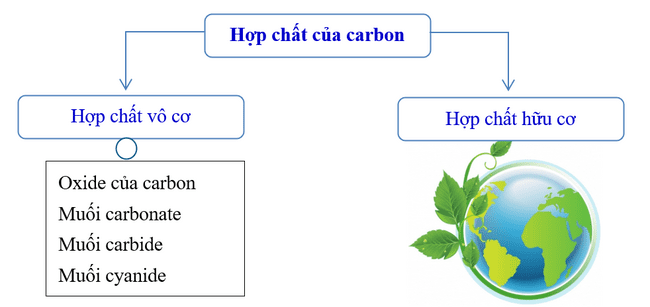 Hợp chất của carbon
Hợp chất vô cơ
Hợp chất hữu cơ
Oxide của carbon
Muối carbonate
Muối carbide
Muối cyanide